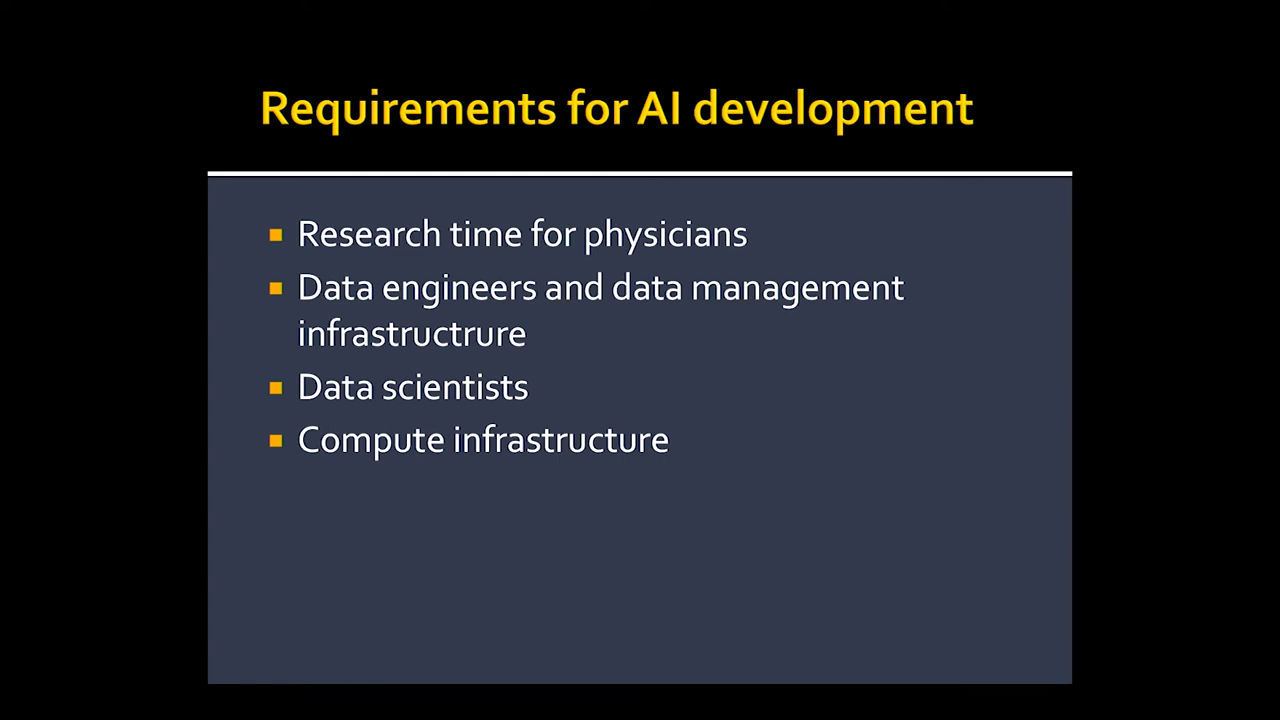 Requirements for AI development
Research time for physicians
Data engineers and data management
infrastructrure
Data scientists
Compute infrastructure